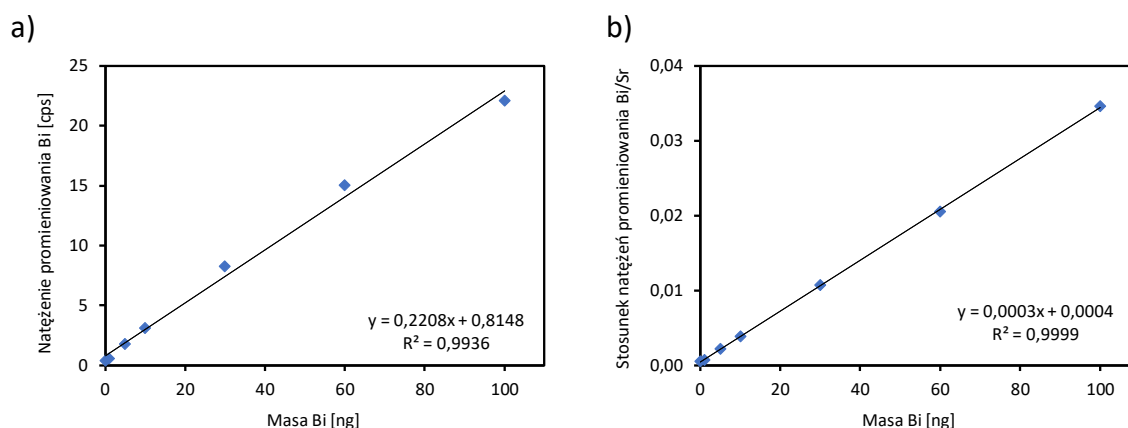 a)
Natężenie promieniowania Bi [cps]
25
20
15
10
5
0
0
20
40
60
80
100
Masa Bi [ng]
y = 0,2208x + 0,8148
R² = 0,9936
b)
Stosunek natężeń promieniowania Bi/Sr
0,04
0,03
0,02
0,01
0,00
0
20
40
60
80
100
Masa Bi [ng]
y = 0,0003x + 0,0004
R² = 0,9999